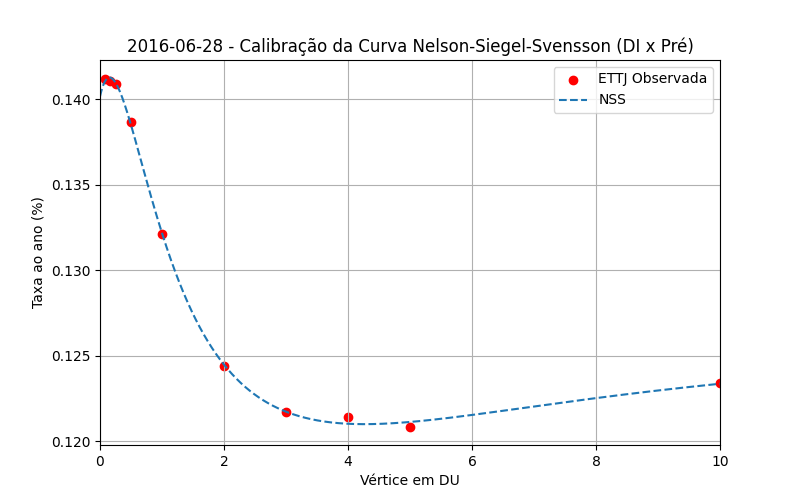 2016-06-28 - Calibração da Curva Nelson-Siegel-Svensson (DI x Pré)
ETTJ Observada
NSS
Taxa ao ano (%)
0.140
0.135
0.130
0.125
0.120
0 2 4 6 8 10
Vértice em DU